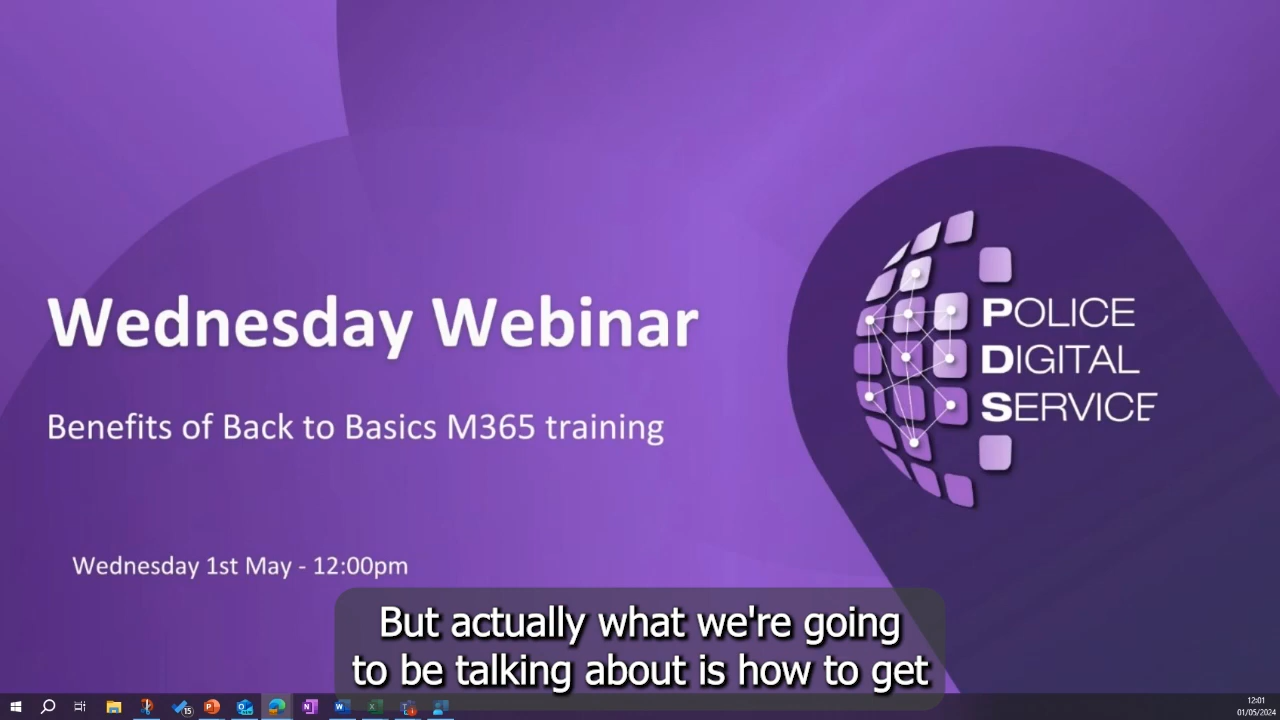 Wednesday Webinar
Benefits of Back to Basics M365 training
Wednesday 1st May - 12:00pm
POLICE
DIGITAL
SERVICE
But actually what we're going
to be talking about is how to get
15
12:01
01/05/2024